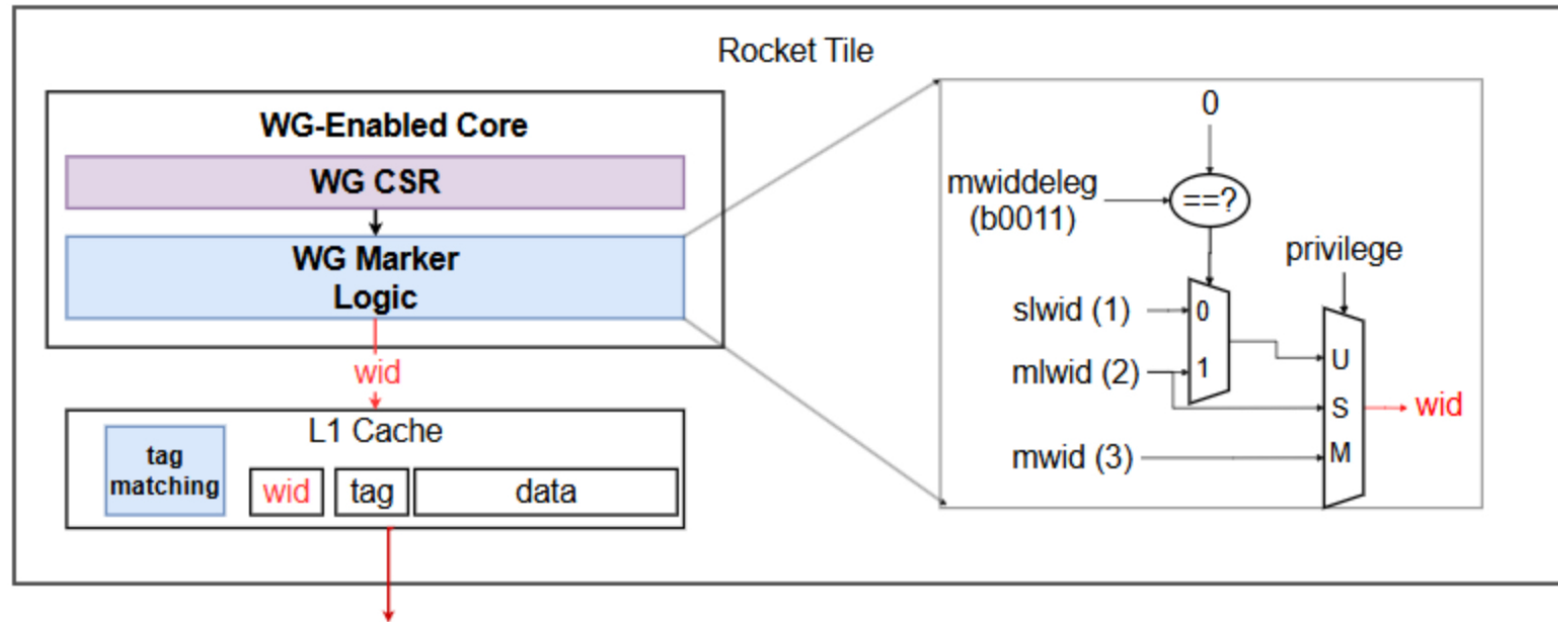 Rocket Tile
WG-Enabled Core
WG CSR
WG Marker
Logic
wid
L1 Cache
tag
matching
wid
tag
data
0
mwiddeleg
(b0011)
==?
privilege
slwid (1)
0
mlwid (2)
1
U
S
wid
mwid (3)
M